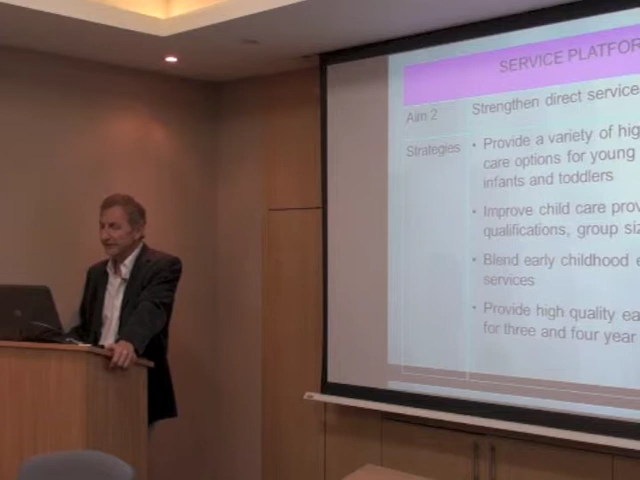 SERVICE PLATFOR
Aim 2
Strengthen direct service
Strategies
• Provide a variety of hig
care options for young
infants and toddlers
• Improve child care prov
qualifications, group siz
• Blend early childhood e
services
• Provide high quality ea
for three and four year